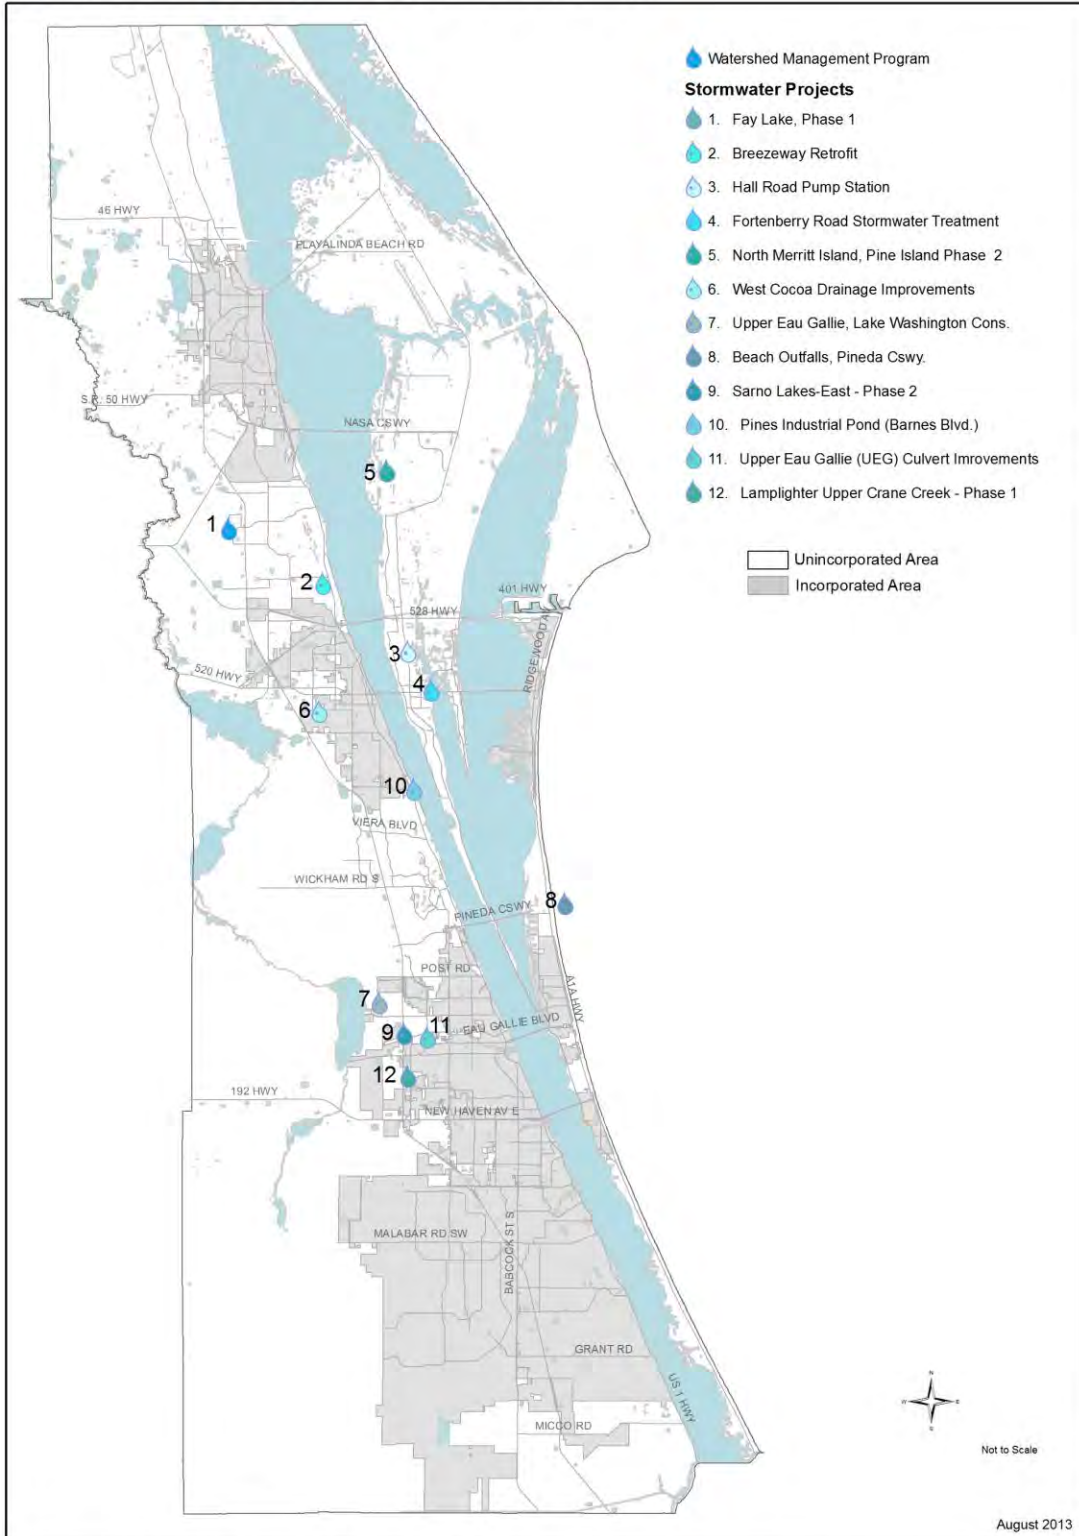 Watershed Management Program
Stormwater Projects
1. Fay Lake, Phase 1
2. Breezeway Retrofit
3. Hall Road Pump Station
4. Fortenberry Road Stormwater Treatment
5. North Merritt Island, Pine Island Phase 2
6. West Cocoa Drainage Improvements
7. Upper Eau Gallie, Lake Washington Cons.
8. Beach Outfalls, Pineda Cswy.
9. Sarno Lakes-East - Phase 2
10. Pines Industrial Pond (Barnes Blvd.)
11. Upper Eau Gallie (UEG) Culvert Imrovements
12. Lamplighter Upper Crane Creek - Phase 1
Unincorporated Area
Incorporated Area
46 HWY
PLAYALINDA BEACH RD
S.R. 50 HWY
NASA CSWY
5
1
2
401 HWY
528 HWY
3
RIDGEWOOD AV
520 HWY
4
6
10
VIERA BLVD
WICKHAM RD S
8
PINEDA CSWY
POST RD
A1A HWY
7
9
11
EAU GALLIE BLVD
12
192 HWY
NEW HAVEN AV E
MALABAR RD SW
BABCOCK ST S
GRANT RD
US 1 HWY
MICCO RD
N
W
E
S
Not to Scale
August 2013